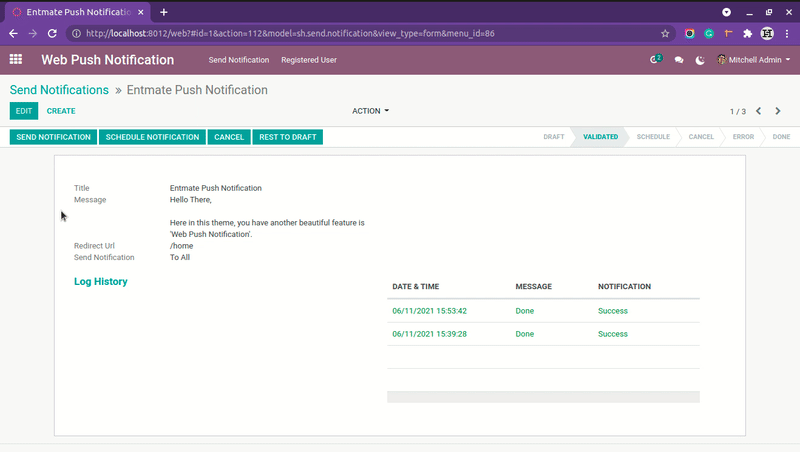 Entmate Push Notificatio
http://localhost:8012/web?#id=1&action=112&model=sh.send.notification&view_type=form&menu_id=86
Web Push Notification Send Notification Registered User 2 Mitchell Admin
Send Notifications » Entmate Push Notification
EDIT CREATE ACTION 1 / 3
SEND NOTIFICATION SCHEDULE NOTIFICATION CANCEL REST TO DRAFT DRAFT VALIDATED SCHEDULE CANCEL ERROR DONE
Title Entmate Push Notification
Message Hello There,
Here in this theme, you have another beautiful feature is
'Web Push Notification'.
Redirect Url /home
Send Notification To All
Log History
DATE & TIME MESSAGE NOTIFICATION
06/11/2021 15:53:42 Done Success
06/11/2021 15:39:28 Done Success